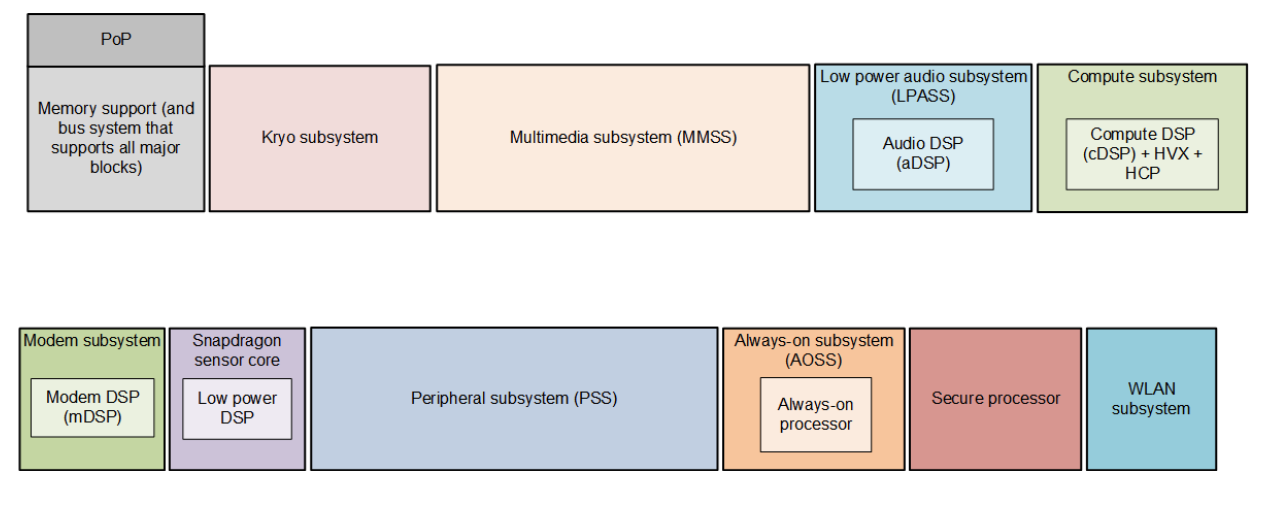 PoP
Memory support (and
bus system that
supports all major
blocks)
Kryo subsystem
Multimedia subsystem (MMSS)
Low power audio subsystem
(LPASS)
Audio DSP
(aDSP)
Compute subsystem
Compute DSP
(cDSP) + HVX +
HCP
Modem subsystem
Modem DSP
(mDSP)
Snapdragon
sensor core
Low power
DSP
Peripheral subsystem (PSS)
Always-on subsystem
(AOSS)
Always-on
processor
Secure processor
WLAN
subsystem